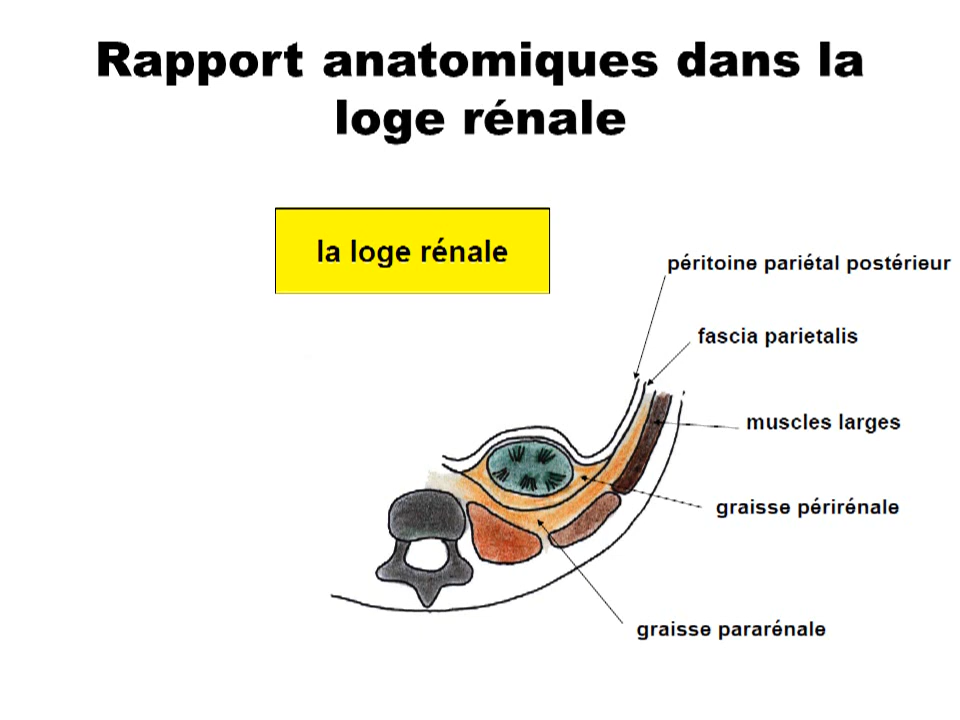 Rapport anatomiques dans la
loge rénale
la loge rénale
péritoine pariétal postérieur
fascia parietalis
muscles larges
graisse périrénale
graisse pararénale